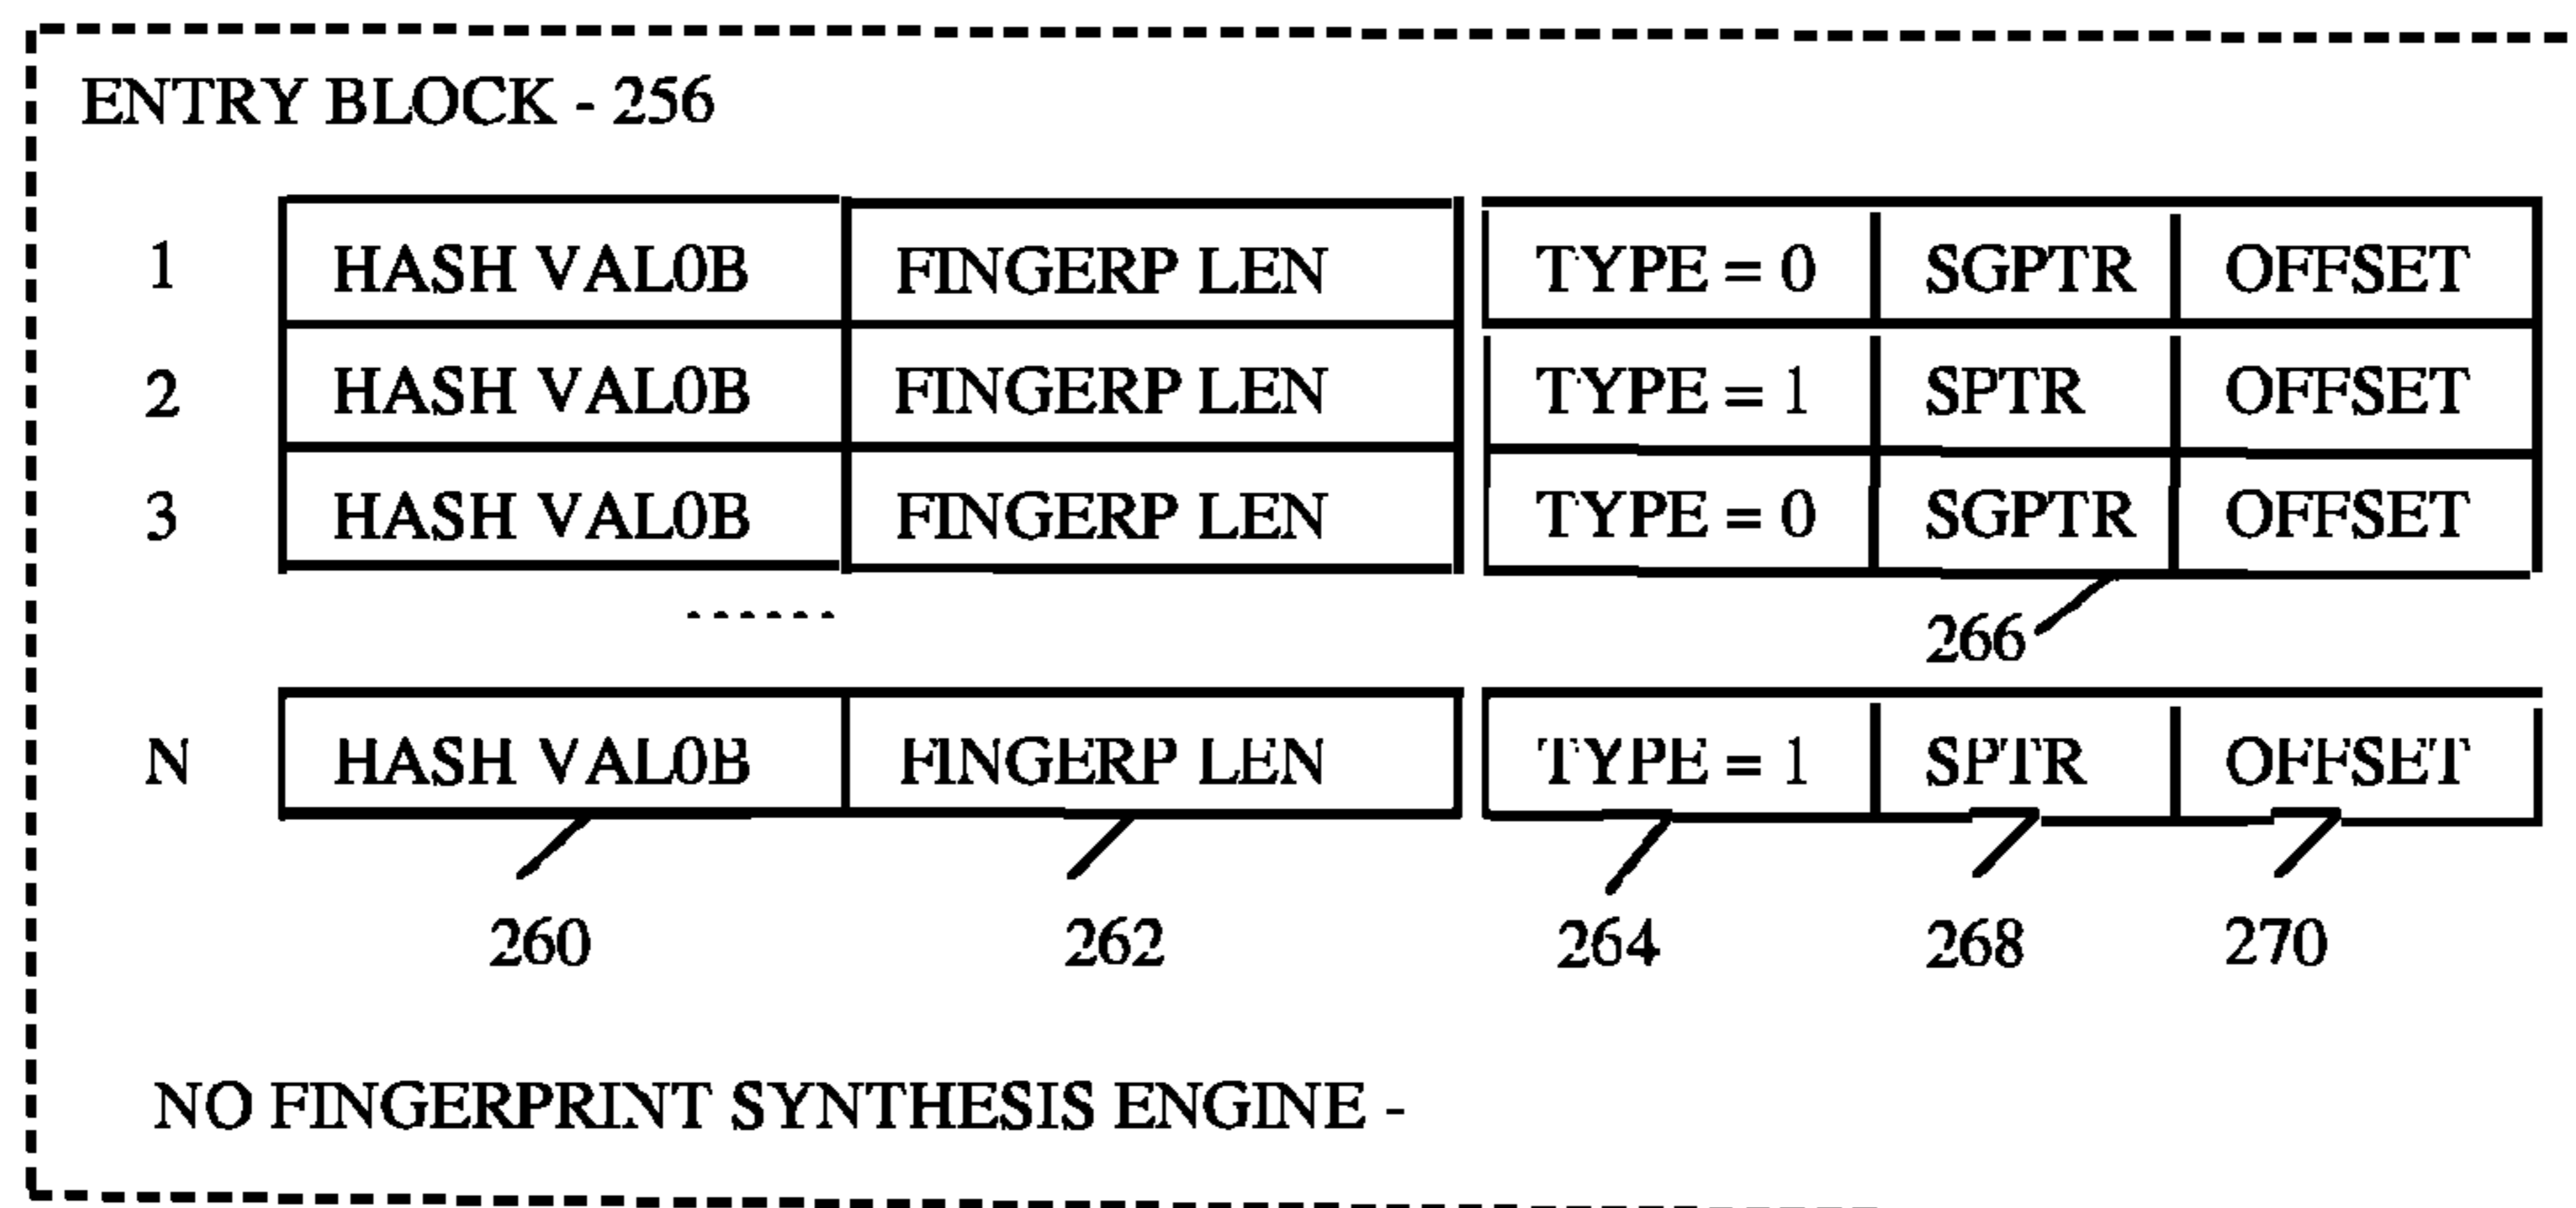 ENTRY BLOCK - 256
1 HASH VAL0B FINGERP LEN TYPE = 0 SGPTR OFFSET
2 HASH VAL0B FINGERP LEN TYPE = 1 SPTR OFFSET
3 HASH VAL0B FINGERP LEN TYPE = 0 SGPTR OFFSET
......
266
N HASH VAL0B FINGERP LEN TYPE = 1 SPTR OFFSET
260 262 264 268 270
NO FINGERPRINT SYNTHESIS ENGINE -